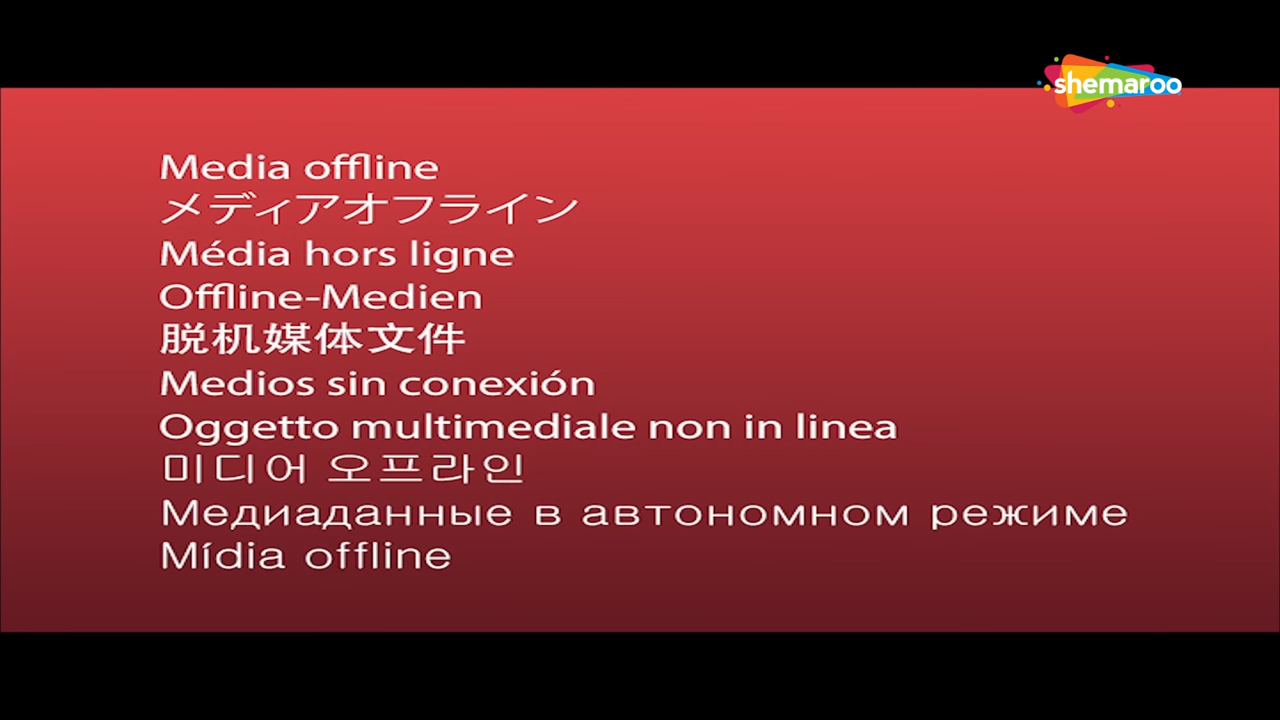 shemaroo
Media offline
メディアオフライン
Média hors ligne
Offline-Medien
脱机媒体文件
Medios sin conexión
Oggetto multimediale non in linea
미디어 오프라인
Медиаданные в автономном режиме
Mídia offline